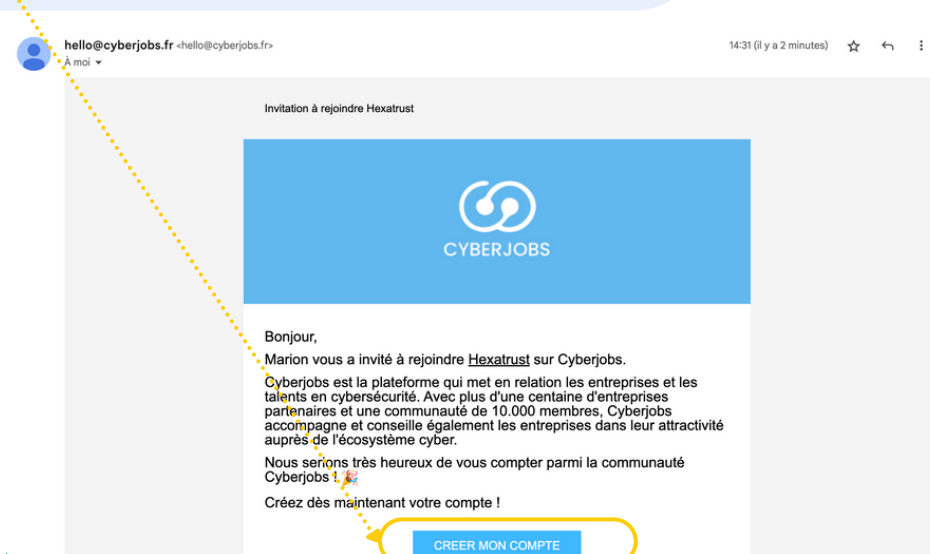 hello@cyberjobs.fr <hello@cyberjobs.fr>
14:31 (il y a 2 minutes)
À moi
Invitation à rejoindre Hexatrust
CYBERJOBS
Bonjour,
Marion vous a invité à rejoindre Hexatrust sur Cyberjobs.
Cyberjobs est la plateforme qui met en relation les entreprises et les
talents en cybersécurité. Avec plus d'une centaine d'entreprises
partenaires et une communauté de 10.000 membres, Cyberjobs
accompagne et conseille également les entreprises dans leur attractivité
auprès de l'écosystème cyber.
Nous serions très heureux de vous compter parmi la communauté
Cyberjobs ! 🎉
Créez dès maintenant votre compte !
CREER MON COMPTE